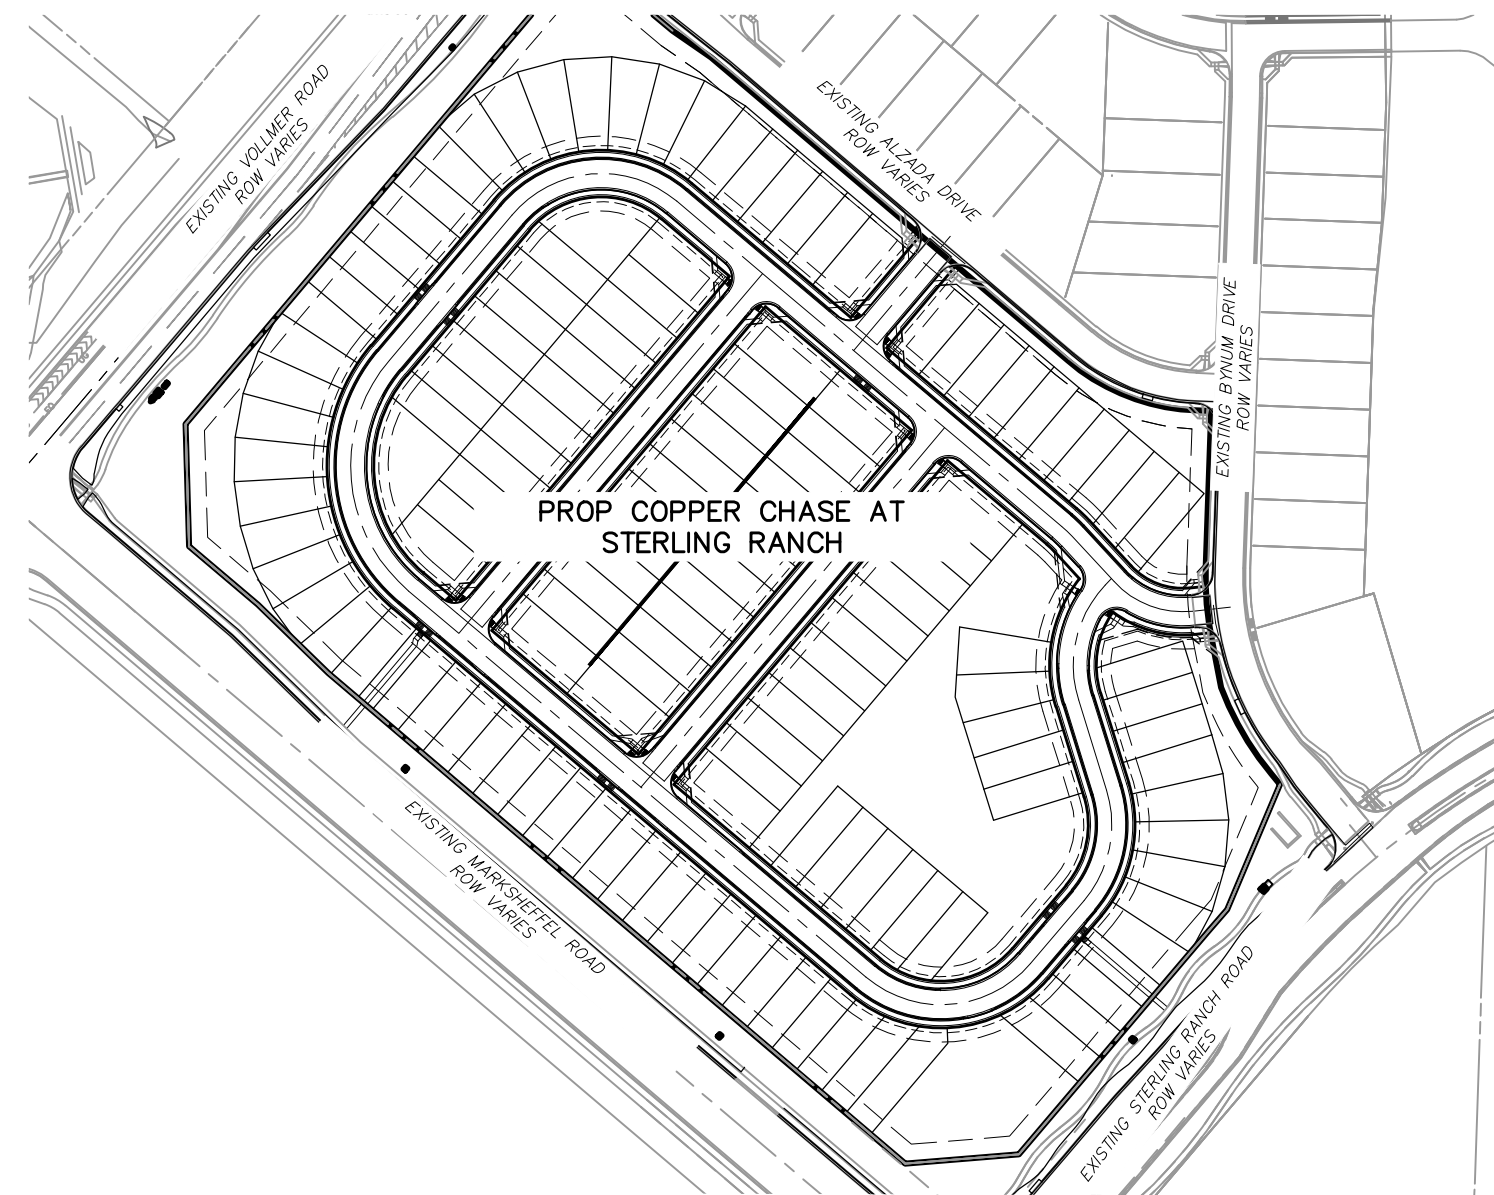 EXISTING VOLLMER ROAD
ROW VARIES
EXISTING ALZADA DRIVE
ROW VARIES
EXISTING BYNUM DRIVE
ROW VARIES
PROP COPPER CHASE AT
STERLING RANCH
EXISTING MARKSHEFFEL ROAD
ROW VARIES
EXISTING STERLING RANCH ROAD
ROW VARIES